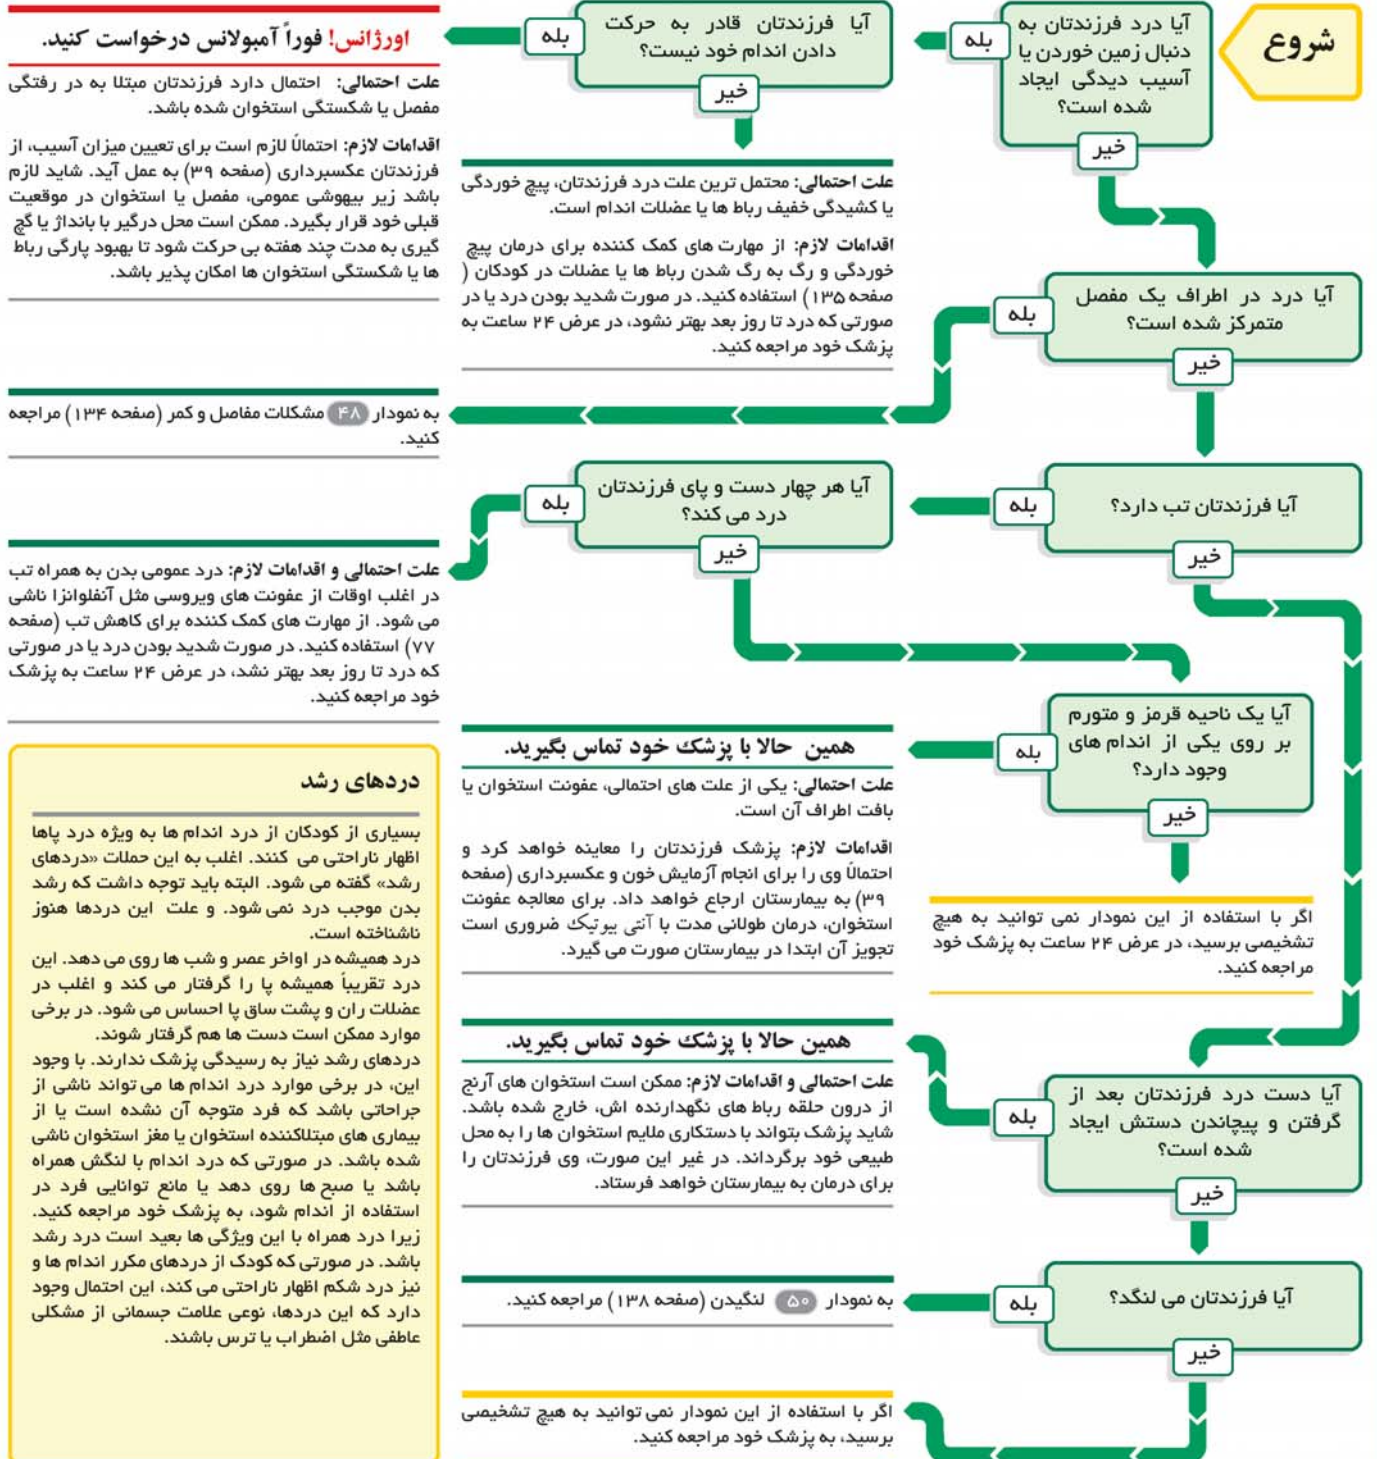 شروع
آیا درد فرزندتان به
دنبال زمین خوردن یا
آسیب دیدگی ایجاد
شده است؟
بله
خیر
آیا فرزندتان قادر به حرکت
دادن اندام خود نیست؟
بله
خیر
اورژانس! فوراً آمبولانس درخواست کنید.
علت احتمالی: احتمال دارد فرزندتان مبتلا به در رفتگی
مفصل یا شکستگی استخوان شده باشد.
اقدامات لازم: احتمالاً لازم است برای تعیین میزان آسیب، از
فرزندتان عکسبرداری (صفحه ۳۹) به عمل آید. شاید لازم
باشد زیر بیهوشی عمومی، مفصل یا استخوان در موقعیت
قبلی خود قرار بگیرد. ممکن است محل درگیر با بانداژ یا گچ
گیری به مدت چند هفته بی حرکت شود تا بهبود پارگی رباط
ها یا شکستگی استخوان ها امکان پذیر باشد.
علت احتمالی: محتمل ترین علت درد فرزندتان، پیچ خوردگی
یا کشیدگی خفیف رباط ها یا عضلات اندام است.
اقدامات لازم: از مهارت های کمک کننده برای درمان پیچ
خوردگی و رگ به رگ شدن رباط ها یا عضلات در کودکان (
صفحه ۱۳۵) استفاده کنید. در صورت شدید بودن درد یا در
صورتی که درد تا روز بعد بهتر نشود، در عرض ۲۴ ساعت به
پزشک خود مراجعه کنید.
آیا درد در اطراف یک مفصل
متمرکز شده است؟
بله
خیر
به نمودار ۴۸ مشکلات مفاصل و کمر (صفحه ۱۳۴) مراجعه
کنید.
آیا فرزندتان تب دارد؟
بله
خیر
آیا هر چهار دست و پای فرزندتان
درد می کند؟
بله
خیر
علت احتمالی و اقدامات لازم: درد عمومی بدن به همراه تب
در اغلب اوقات از عفونت های ویروسی مثل آنفلوانزا ناشی
می شود. از مهارت های کمک کننده برای کاهش تب (صفحه
۷۷) استفاده کنید. در صورت شدید بودن درد یا در صورتی
که درد تا روز بعد بهتر نشد، در عرض ۲۴ ساعت به پزشک
خود مراجعه کنید.
آیا یک ناحیه قرمز و متورم
بر روی یکی از اندام های
وجود دارد؟
بله
خیر
همین حالا با پزشک خود تماس بگیرید.
علت احتمالی: یکی از علت های احتمالی، عفونت استخوان یا
بافت اطراف آن است.
اقدامات لازم: پزشک فرزندتان را معاینه خواهد کرد و
احتمالاً وی را برای انجام آزمایش خون و عکسبرداری (صفحه
۳۹) به بیمارستان ارجاع خواهد داد. برای معالجه عفونت
استخوان، درمان طولانی مدت با آنتی بیوتیک ضروری است
تجویز آن ابتدا در بیمارستان صورت می گیرد.
اگر با استفاده از این نمودار نمی توانید به هیچ
تشخیصی برسید، در عرض ۲۴ ساعت به پزشک خود
مراجعه کنید.
آیا دست درد فرزندتان بعد از
گرفتن و پیچاندن دستش ایجاد
شده است؟
بله
خیر
همین حالا با پزشک خود تماس بگیرید.
علت احتمالی و اقدامات لازم: ممکن است استخوان های آرنج
از درون حلقه رباط های نگهدارنده اش، خارج شده باشد.
شاید پزشک بتواند با دستکاری ملایم استخوان ها را به محل
طبیعی خود برگرداند. در غیر این صورت، وی فرزندتان را
برای درمان به بیمارستان خواهد فرستاد.
آیا فرزندتان می لنگد؟
بله
خیر
به نمودار ۵۰ لنگیدن (صفحه ۱۳۸) مراجعه کنید.
اگر با استفاده از این نمودار نمی توانید به هیچ تشخیصی
برسید، به پزشک خود مراجعه کنید.
دردهای رشد
بسیاری از کودکان از درد اندام ها به ویژه درد پاها
اظهار ناراحتی می کنند. اغلب به این حملات «دردهای
رشد» گفته می شود. البته باید توجه داشت که رشد
بدن موجب درد نمی شود. و علت این دردها هنوز
ناشناخته است.
درد همیشه در اواخر عصر و شب ها روی می دهد. این
درد تقریباً همیشه پا را گرفتار می کند و اغلب در
عضلات ران و پشت ساق پا احساس می شود. در برخی
موارد ممکن است دست ها هم گرفتار شوند.
دردهای رشد نیاز به رسیدگی پزشک ندارند. با وجود
این، در برخی موارد درد اندام ها می تواند ناشی از
جراحاتی باشد که فرد متوجه آن نشده است یا از
بیماری های مبتلاکننده استخوان یا مغز استخوان ناشی
شده باشد. در صورتی که درد اندام با لنگش همراه
باشد یا صبح ها روی دهد یا مانع توانایی فرد در
استفاده از اندام شود، به پزشک خود مراجعه کنید.
زیرا درد همراه با این ویژگی ها بعید است درد رشد
باشد. در صورتی که کودک از دردهای مکرر اندام ها و
نیز درد شکم اظهار ناراحتی می کند، این احتمال وجود
دارد که این دردها، نوعی علامت جسمانی از مشکلی
عاطفی مثل اضطراب یا ترس باشند.